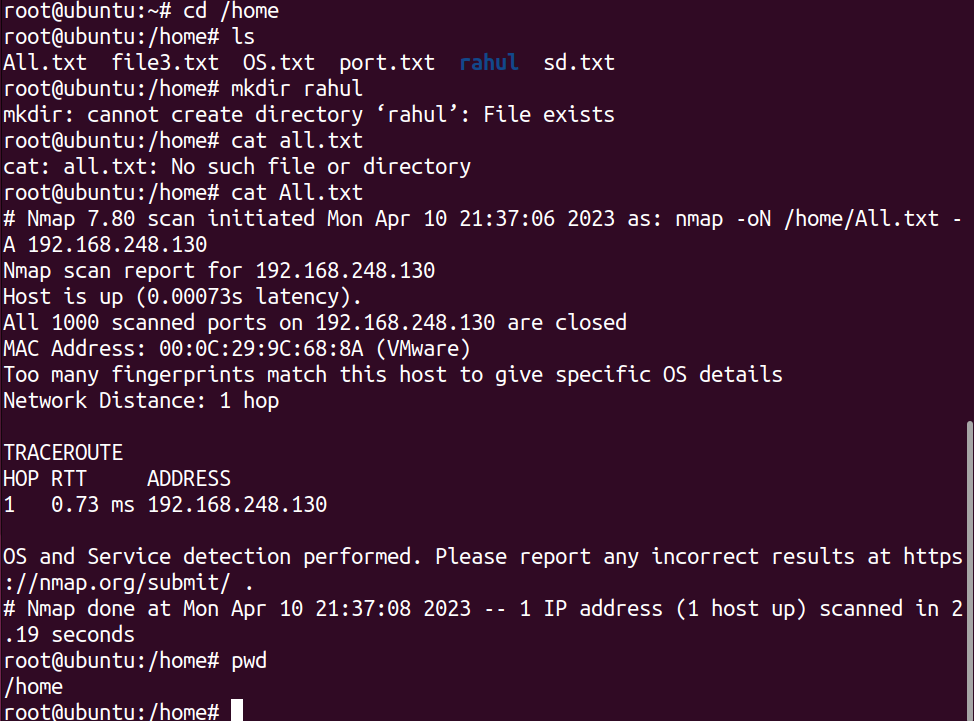 root@ubuntu:~# cd /home
root@ubuntu:/home# ls
All.txt  file3.txt  OS.txt  port.txt  rahul  sd.txt
root@ubuntu:/home# mkdir rahul
mkdir: cannot create directory ‘rahul’: File exists
root@ubuntu:/home# cat all.txt
cat: all.txt: No such file or directory
root@ubuntu:/home# cat All.txt
# Nmap 7.80 scan initiated Mon Apr 10 21:37:06 2023 as: nmap -oN /home/All.txt -
A 192.168.248.130
Nmap scan report for 192.168.248.130
Host is up (0.00073s latency).
All 1000 scanned ports on 192.168.248.130 are closed
MAC Address: 00:0C:29:9C:68:8A (VMware)
Too many fingerprints match this host to give specific OS details
Network Distance: 1 hop

TRACEROUTE
HOP RTT     ADDRESS
1   0.73 ms 192.168.248.130

OS and Service detection performed. Please report any incorrect results at https
://nmap.org/submit/ .
# Nmap done at Mon Apr 10 21:37:08 2023 -- 1 IP address (1 host up) scanned in 2
.19 seconds
root@ubuntu:/home# pwd
/home
root@ubuntu:/home#